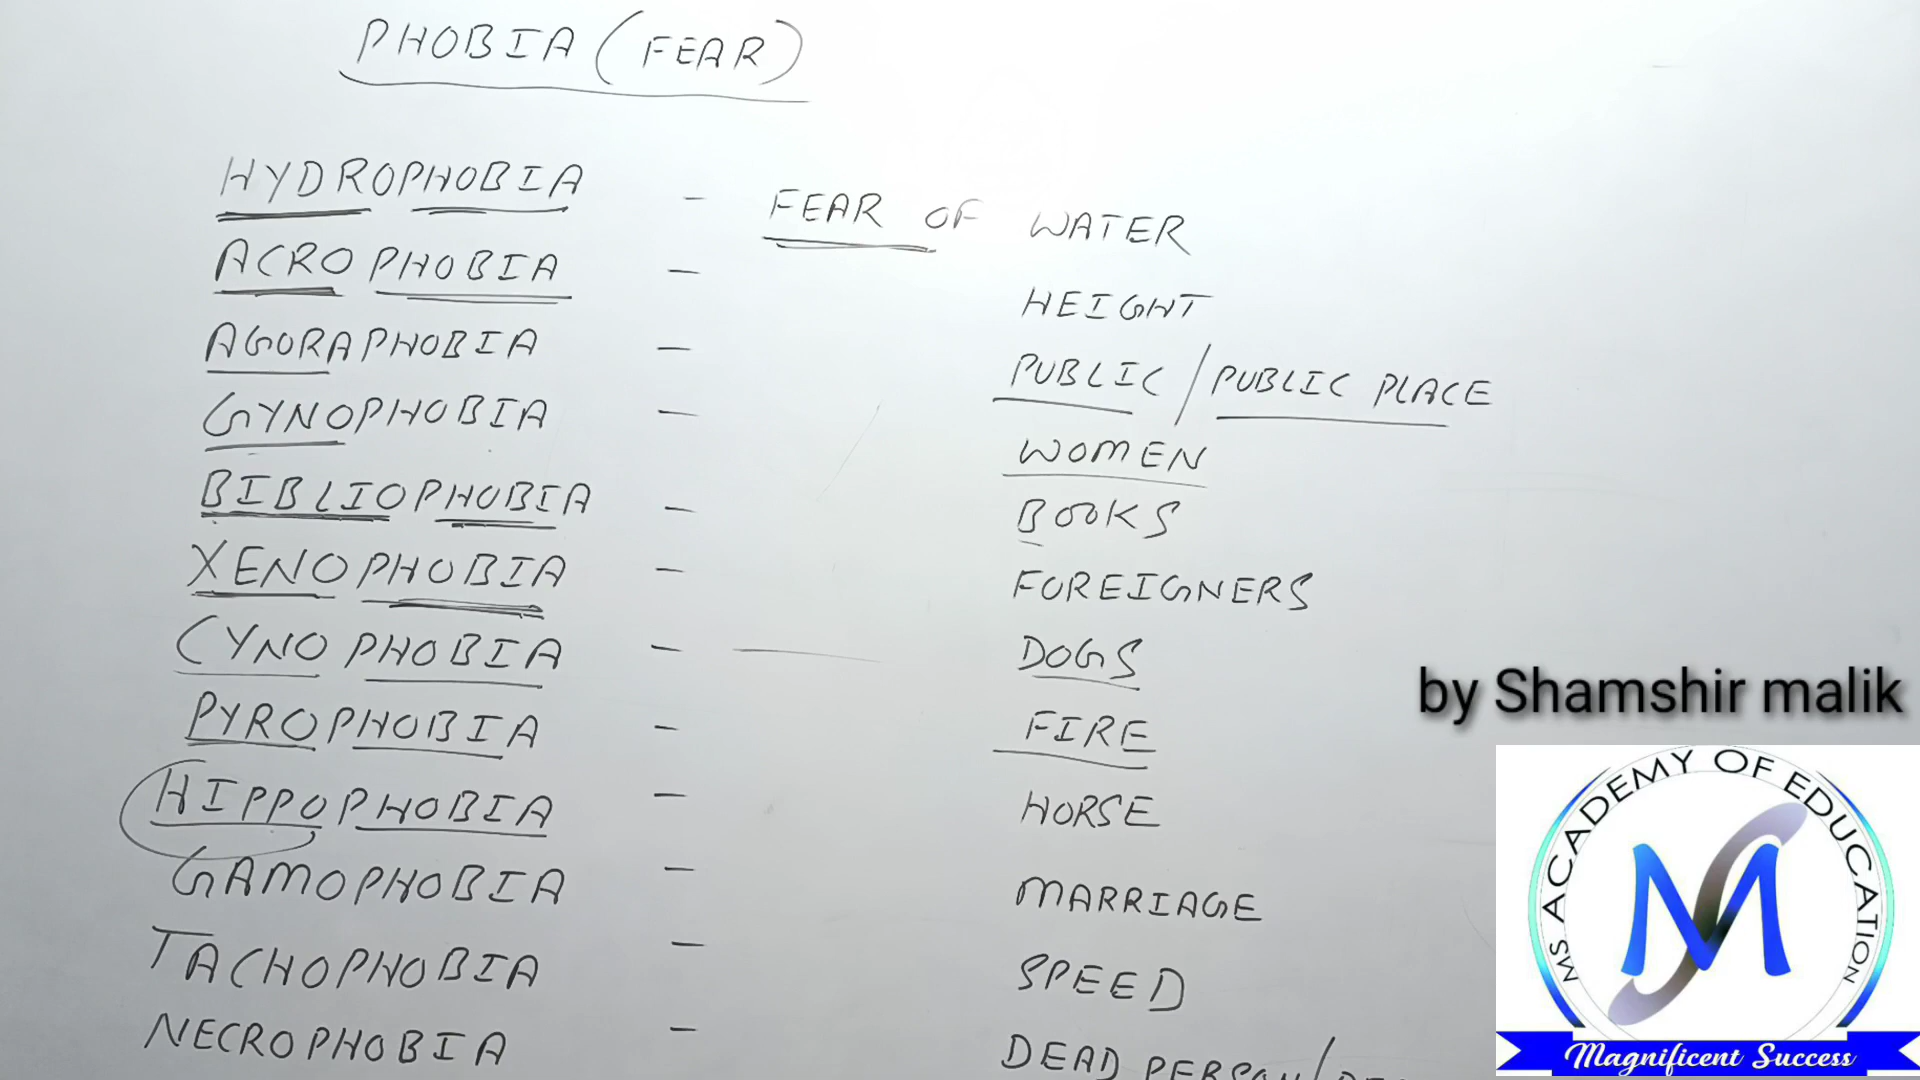 PHOBIA (FEAR)
HYDROPHOBIA - FEAR OF WATER
ACROPHOBIA - HEIGHT
AGORAPHOBIA - PUBLIC / PUBLIC PLACE
GYNOPHOBIA - WOMEN
BIBLIOPHOBIA - BOOKS
XENOPHOBIA - FOREIGNERS
CYNOPHOBIA - DOGS
PYROPHOBIA - FIRE
HIPPOPHOBIA - HORSE
GAMOPHOBIA - MARRIAGE
TACHOPHOBIA - SPEED
NECROPHOBIA - DEAD PERSON /
by Shamshir malik
MS ACADEMY OF EDUCATION
M
Magnificent Success